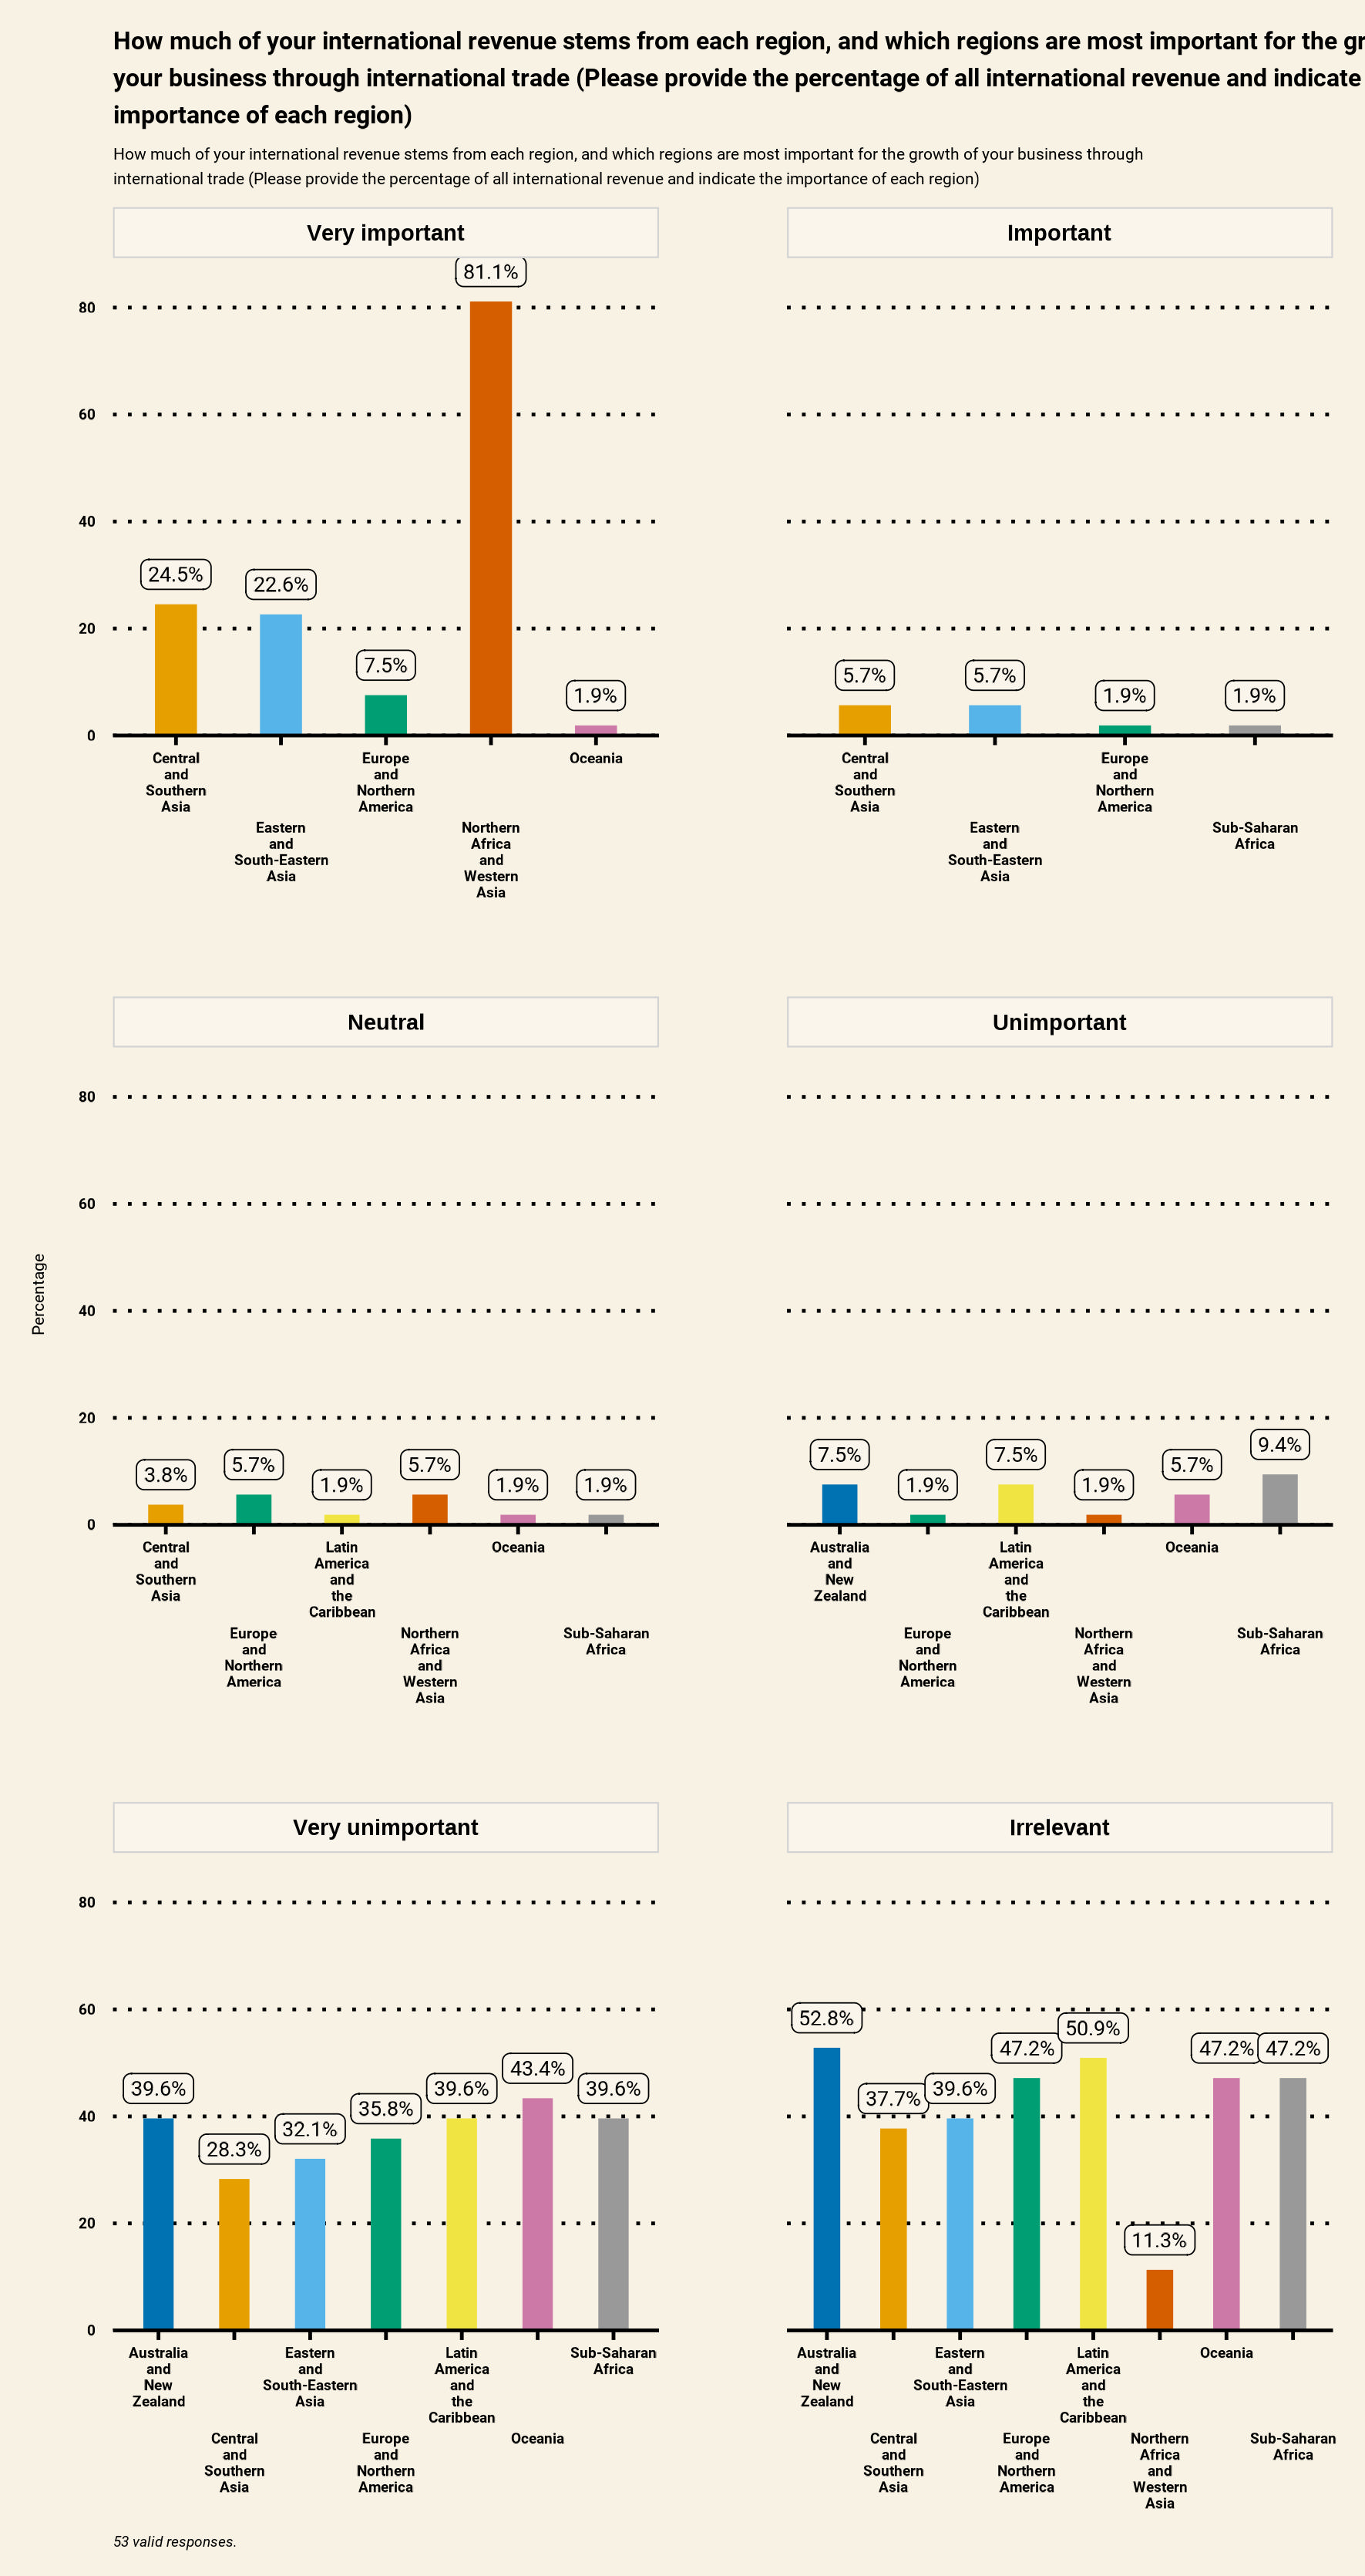 How much of your international revenue stems from each region, and which regions are most important for the gr
your business through international trade (Please provide the percentage of all international revenue and indicate
importance of each region)
How much of your international revenue stems from each region, and which regions are most important for the growth of your business through
international trade (Please provide the percentage of all international revenue and indicate the importance of each region)
Very important
81.1%
80
60
40
24.5%
22.6%
20
7.5%
1.9%
0
Central
and
Southern
Asia
Europe
and
Northern
America
Oceania
Eastern
and
South-Eastern
Asia
Northern
Africa
and
Western
Asia
Important
5.7%
5.7%
1.9%
1.9%
Central
and
Southern
Asia
Europe
and
Northern
America
Eastern
and
South-Eastern
Asia
Sub-Saharan
Africa
Percentage
Neutral
80
60
40
20
3.8%
5.7%
1.9%
5.7%
1.9%
1.9%
0
Central
and
Southern
Asia
Latin
America
and
the
Caribbean
Oceania
Europe
and
Northern
America
Northern
Africa
and
Western
Asia
Sub-Saharan
Africa
Unimportant
7.5%
1.9%
7.5%
1.9%
5.7%
9.4%
Australia
and
New
Zealand
Latin
America
and
the
Caribbean
Oceania
Europe
and
Northern
America
Northern
Africa
and
Western
Asia
Sub-Saharan
Africa
Very unimportant
80
60
40
39.6%
28.3%
32.1%
35.8%
39.6%
43.4%
39.6%
20
0
Australia
and
New
Zealand
Eastern
and
South-Eastern
Asia
Latin
America
and
the
Caribbean
Sub-Saharan
Africa
Central
and
Southern
Asia
Europe
and
Northern
America
Oceania
Irrelevant
52.8%
37.7%
39.6%
47.2%
50.9%
11.3%
47.2%
47.2%
Australia
and
New
Zealand
Eastern
and
South-Eastern
Asia
Latin
America
and
the
Caribbean
Oceania
Central
and
Southern
Asia
Europe
and
Northern
America
Northern
Africa
and
Western
Asia
Sub-Saharan
Africa
53 valid responses.